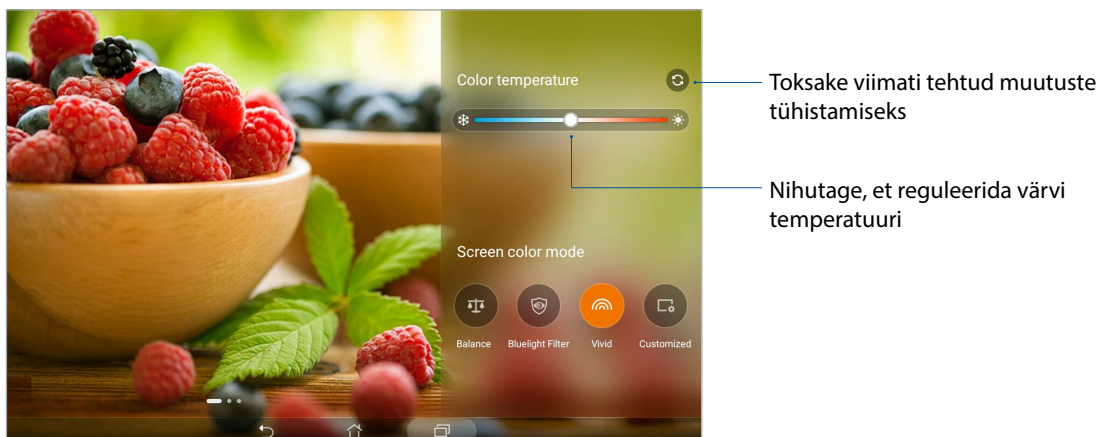 Color temperature
Toksake viimati tehtud muutuste
tühistamiseks
Nihutage, et reguleerida värvi
temperatuuri
Screen color mode
Balance Bluelight Filter Vivid Customized